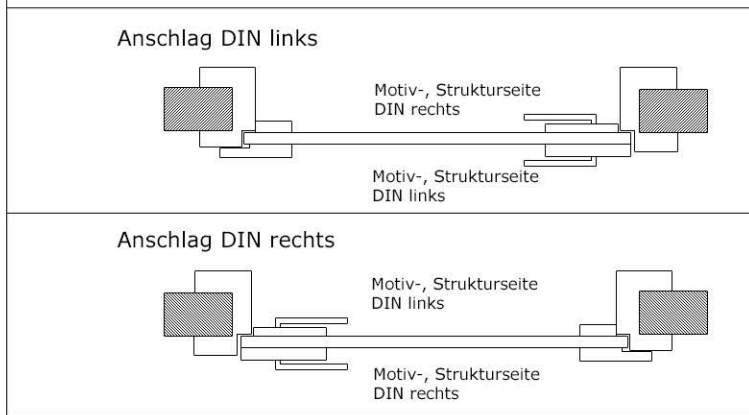 Anschlag DIN links
Motiv-, Strukturseite
DIN rechts
Motiv-, Strukturseite
DIN links
Anschlag DIN rechts
Motiv-, Strukturseite
DIN links
Motiv-, Strukturseite
DIN rechts